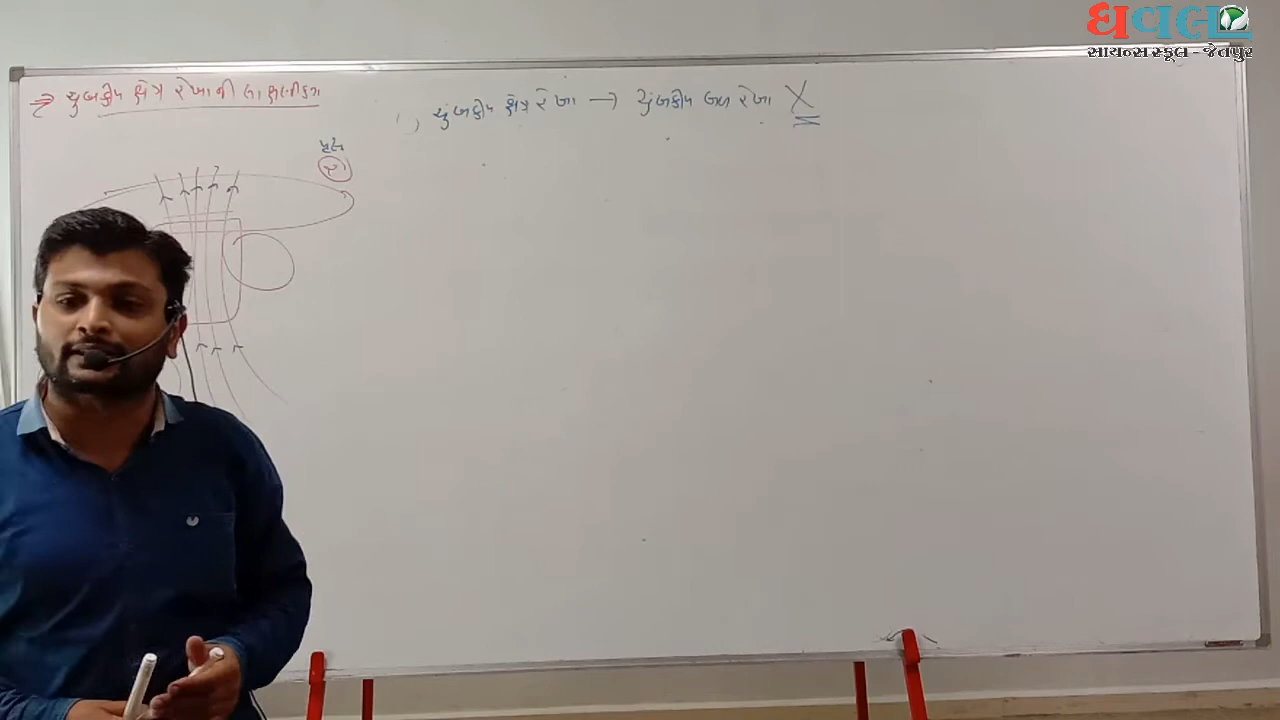 ધવલ
સાયન્સ સ્કૂલ - જેતપુર
⇒ ચુંબકીય ક્ષેત્ર રેખાની લાક્ષણીકતા
ચુંબકીય ક્ષેત્ર રેખા → ચુંબકીય બળ રેખા X